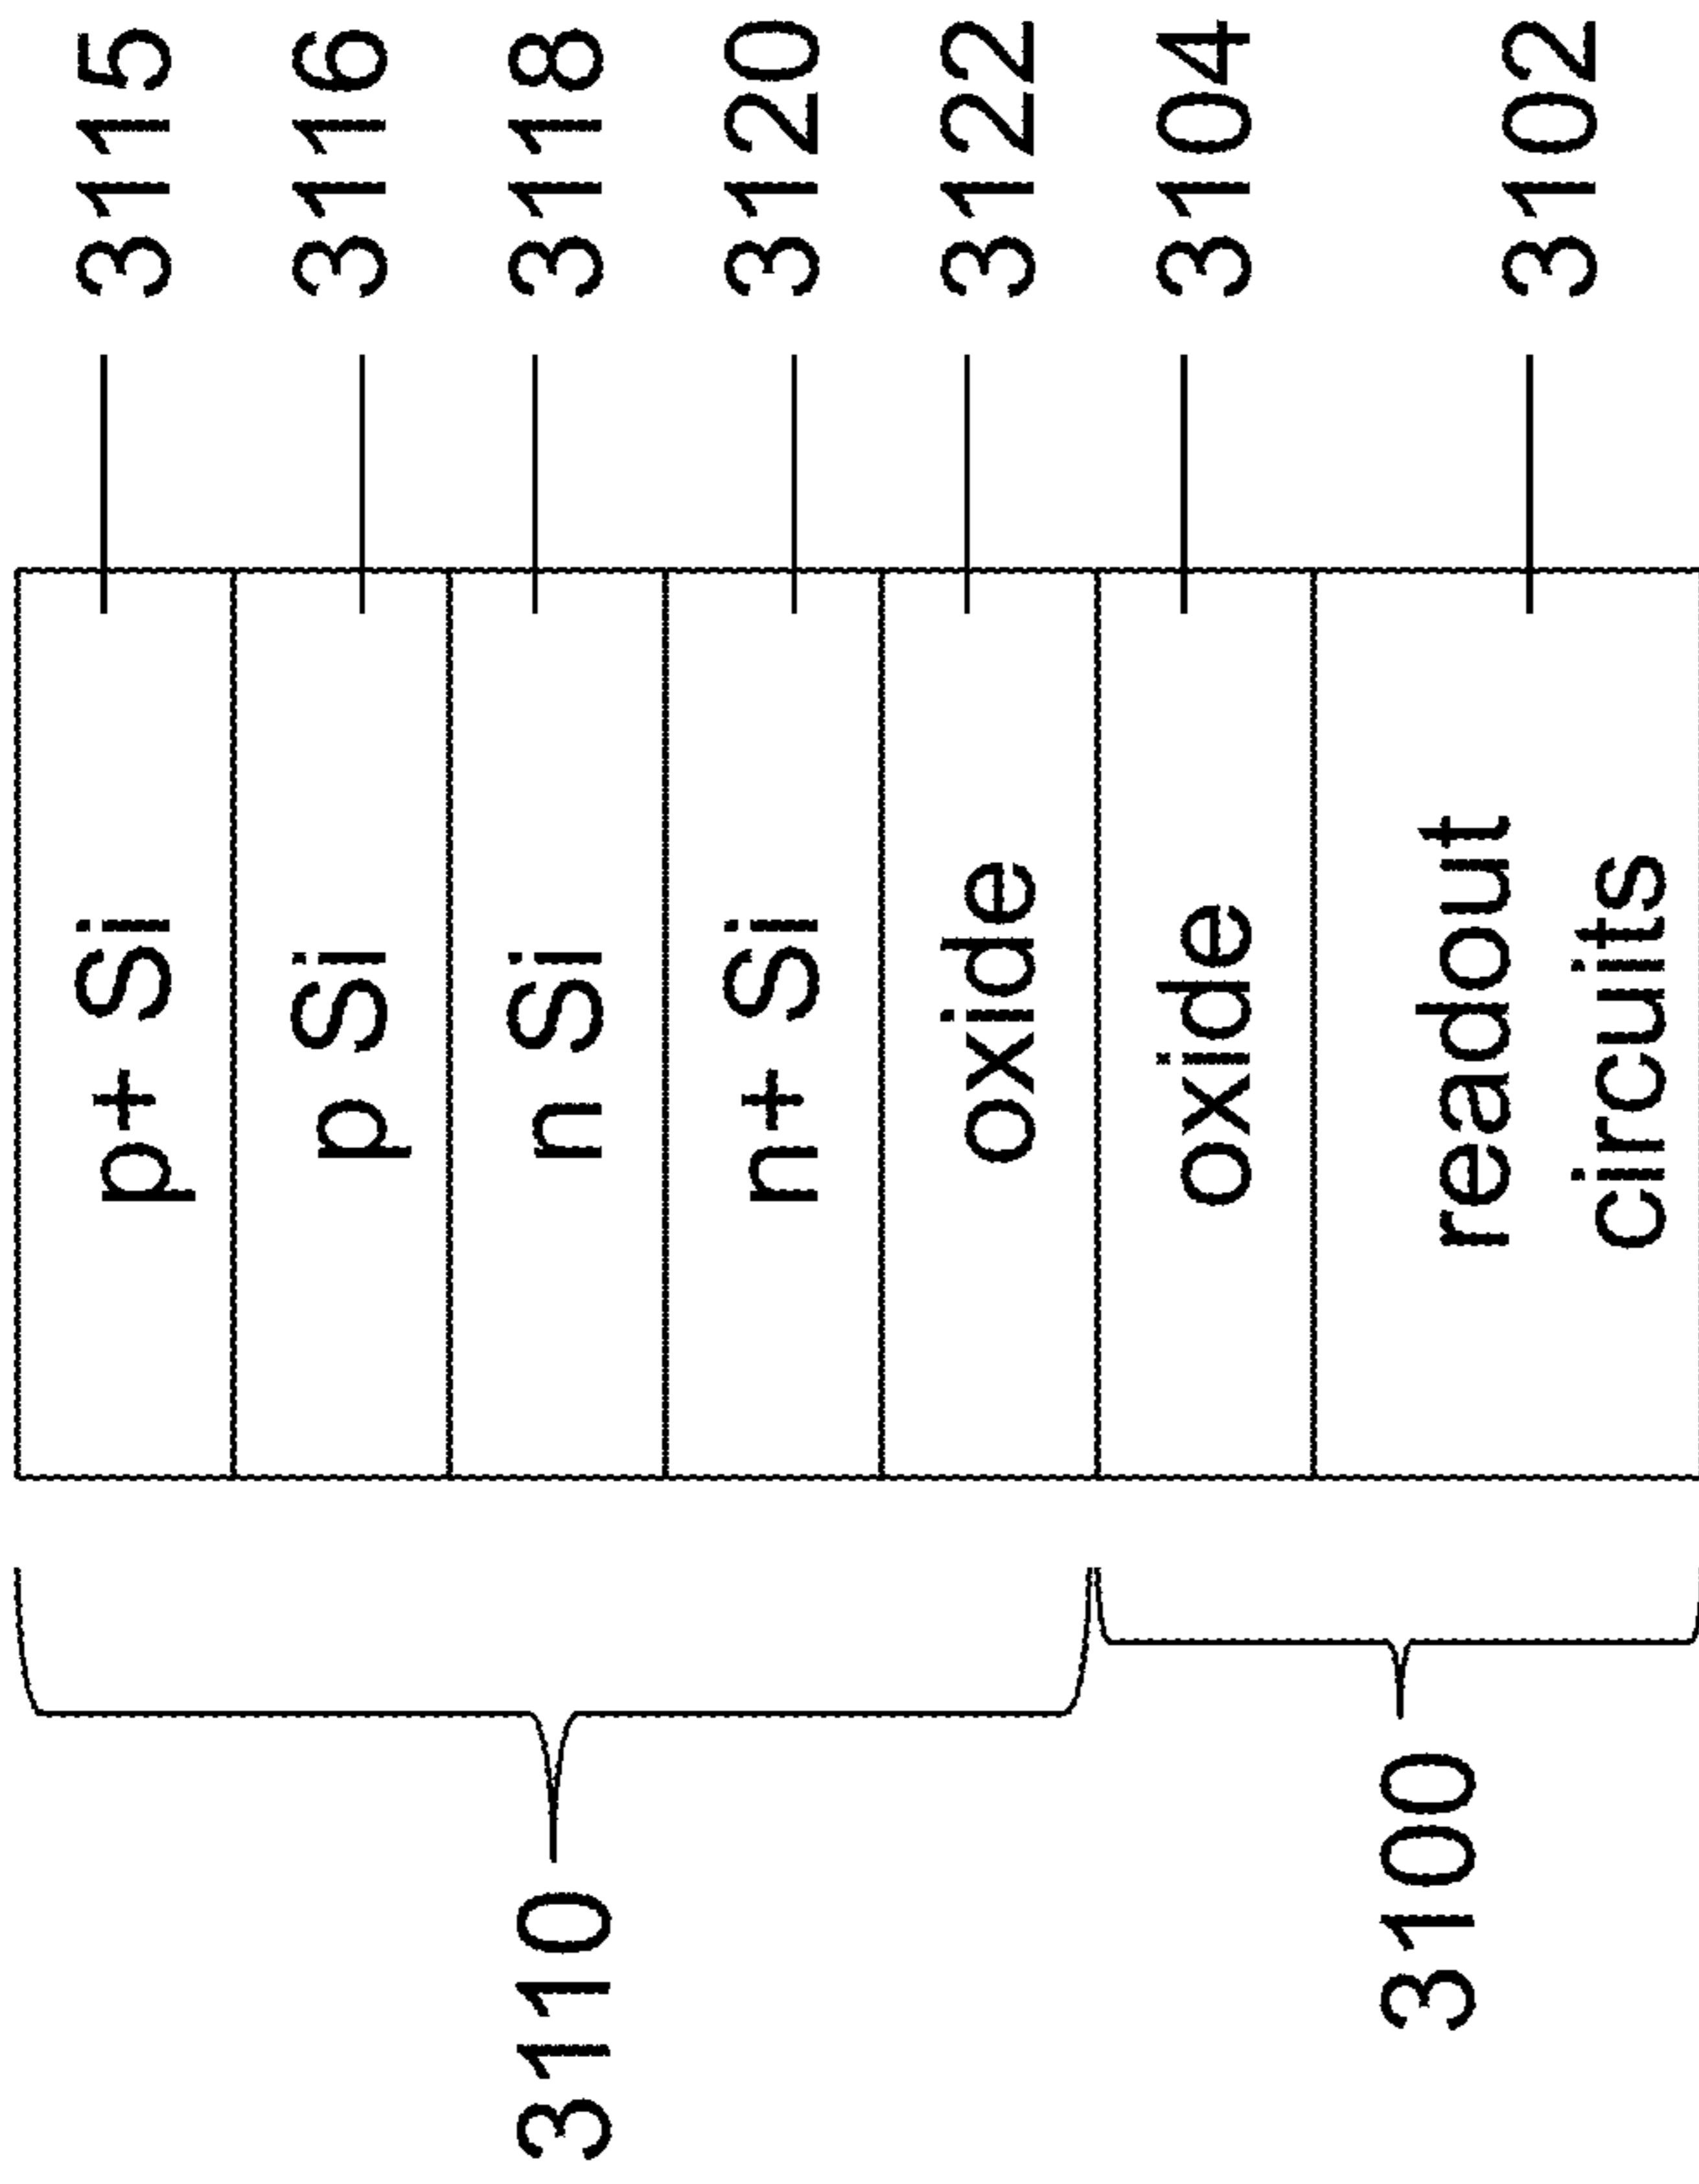 p+ Si 3115
p Si 3116
n Si 3118
n+ Si 3120
oxide 3122
oxide 3104
readout
circuits
3102
3110
3100